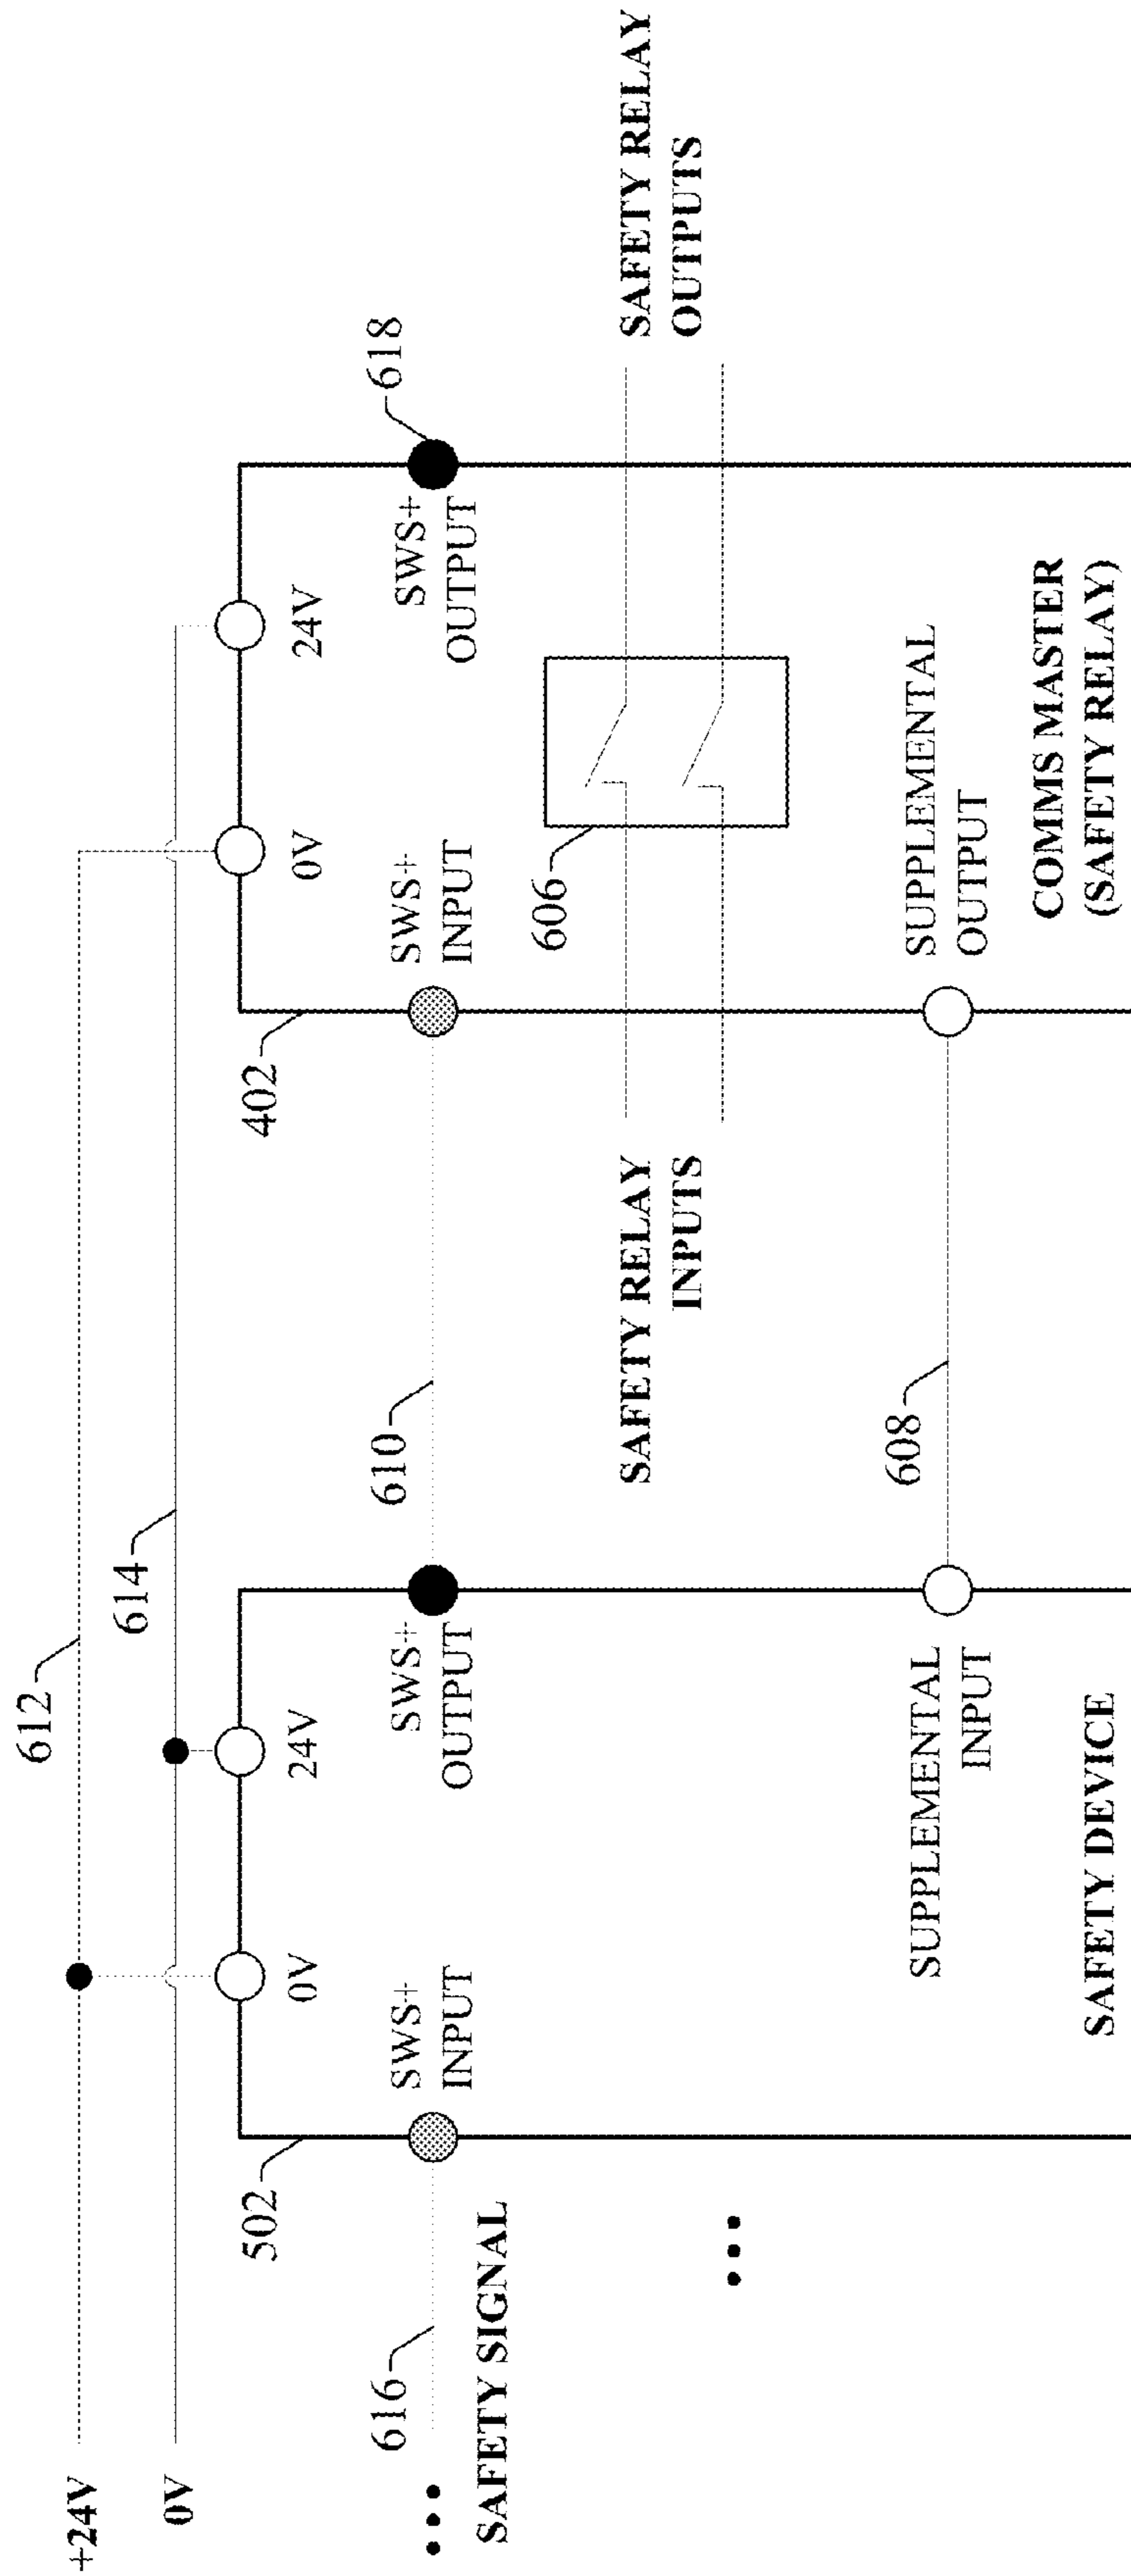 612
614
+24V
0V
0V
24V
0V
24V
502
SWS+
INPUT
SWS+
OUTPUT
610
402
SWS+
INPUT
SWS+
OUTPUT
618
616
SAFETY SIGNAL
SAFETY RELAY
INPUTS
606
SAFETY RELAY
OUTPUTS
SUPPLEMENTAL
INPUT
608
SUPPLEMENTAL
OUTPUT
SAFETY DEVICE
COMMS MASTER
(SAFETY RELAY)